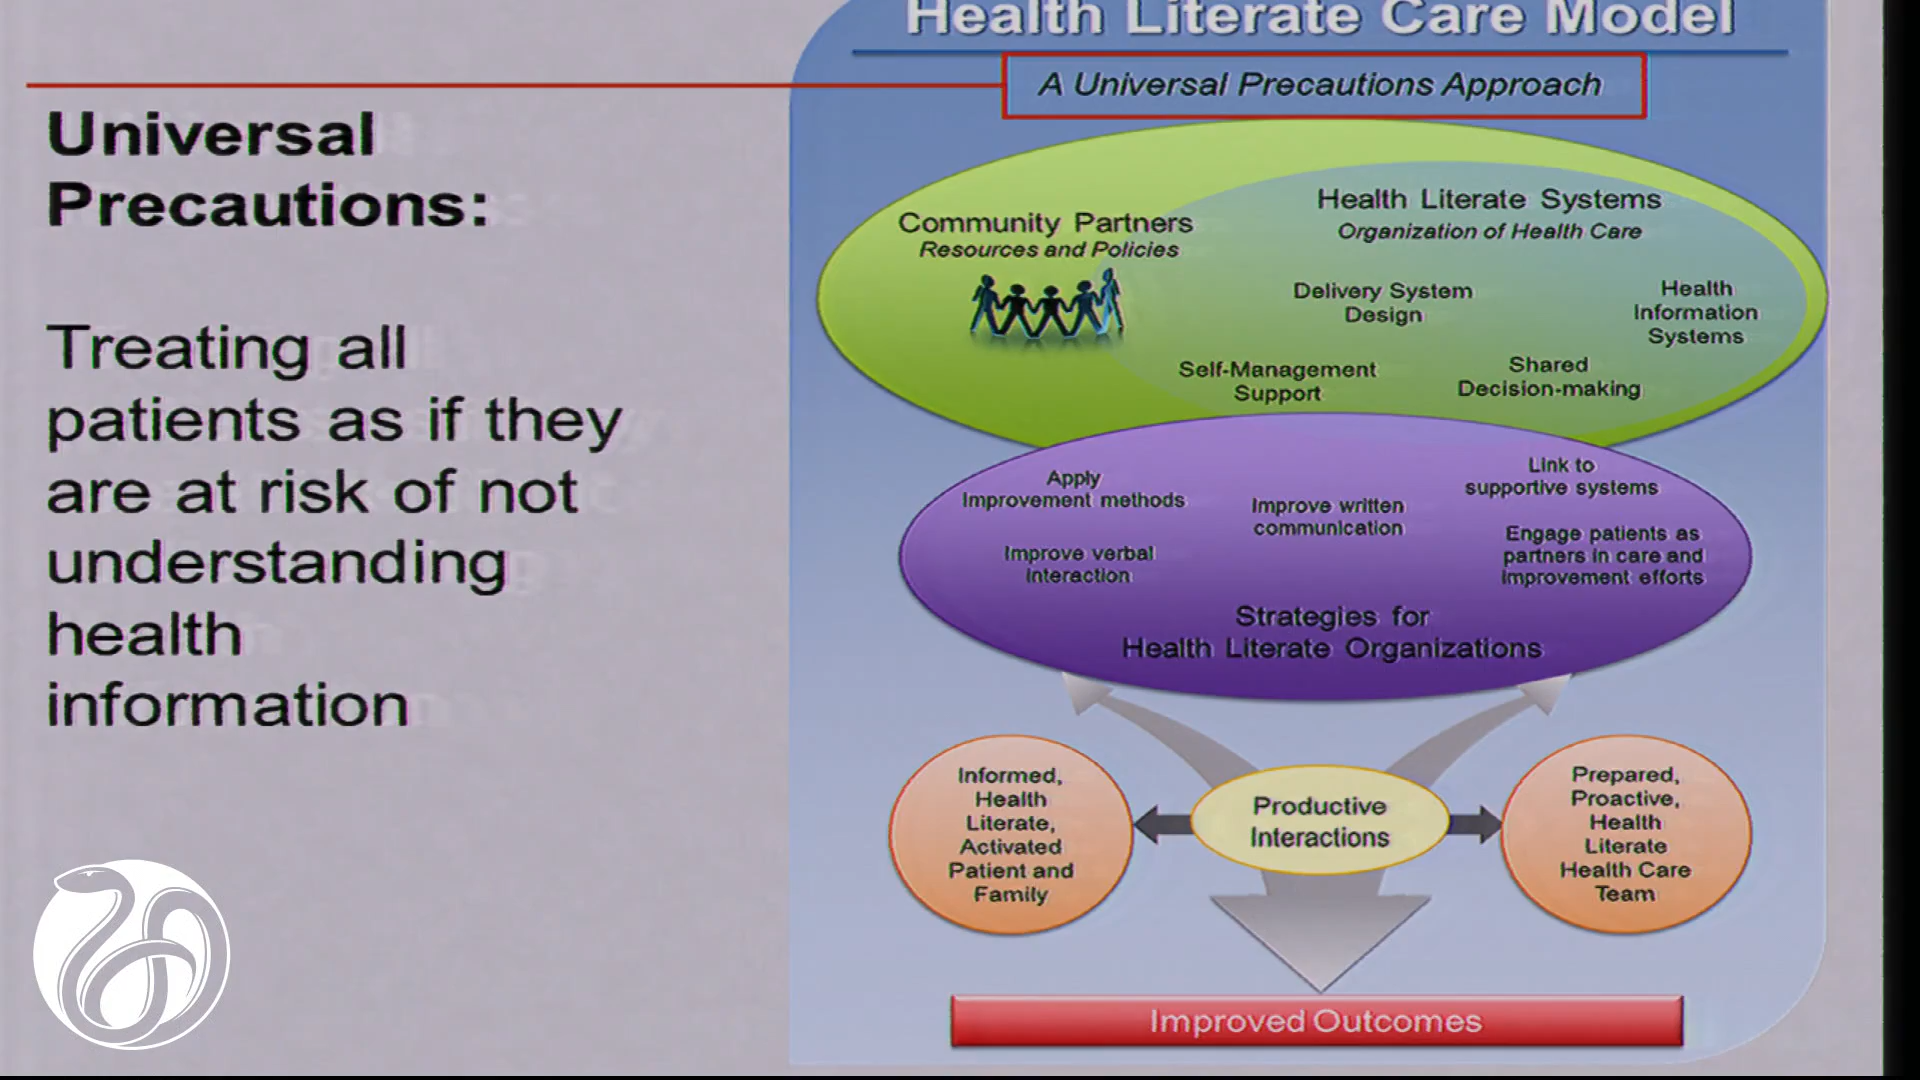 Health Literate Care Model
A Universal Precautions Approach
Universal
Precautions:
Treating all
patients as if they
are at risk of not
understanding
health
information
Community Partners
Resources and Policies
Health Literate Systems
Organization of Health Care
Delivery System
Design
Health
Information
Systems
Self-Management
Support
Shared
Decision-making
Apply
Improvement methods
Improve written
communication
Link to
supportive systems
Improve verbal
interaction
Engage patients as
partners in care and
improvement efforts
Strategies for
Health Literate Organizations
Informed,
Health
Literate,
Activated
Patient and
Family
Productive
Interactions
Prepared,
Proactive,
Health
Literate
Health Care
Team
Improved Outcomes